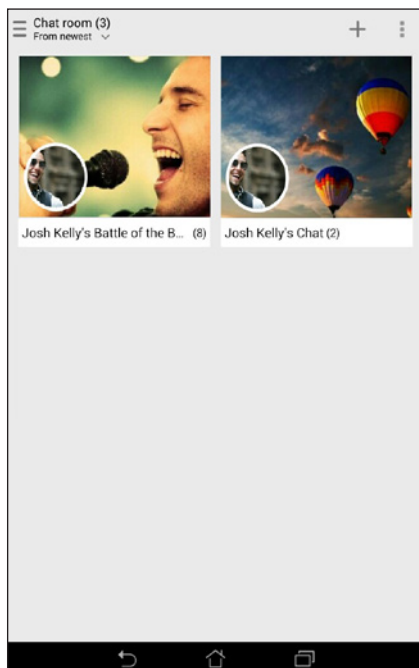 Chat room (3)
From newest
Josh Kelly's Battle of the B... (8)
Josh Kelly's Chat (2)